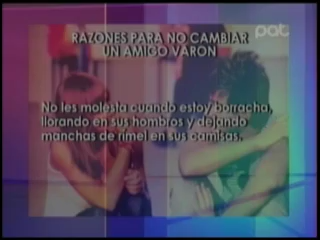 RAZONES PARA NO CAMBIAR
UN AMIGO VARON
pat
No les molesta cuando estoy borracha,
llorando en sus hombros y dejando
manchas de rimel en sus camisas.